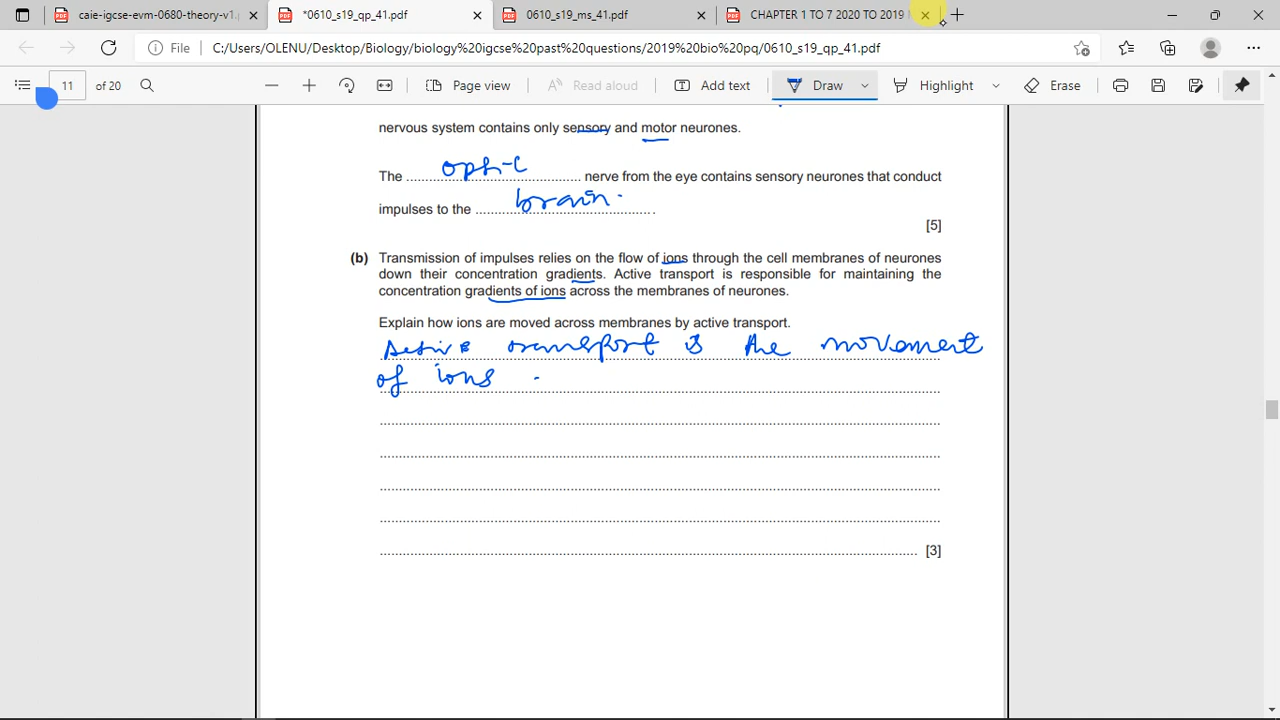 caie-igcse-evm-0680-theory-v1.p
*0610_s19_qp_41.pdf
0610_s19_ms_41.pdf
CHAPTER 1 TO 7 2020 TO 2019
File C:/Users/OLENU/Desktop/Biology/biology%20igcse%20past%20questions/2019%20bio%20pq/0610_s19_qp_41.pdf
11 of 20 Page view Read aloud Add text Draw Highlight Erase
nervous system contains only sensory and motor neurones.
The optic nerve from the eye contains sensory neurones that conduct
impulses to the brain.
[5]
(b) Transmission of impulses relies on the flow of ions through the cell membranes of neurones
down their concentration gradients. Active transport is responsible for maintaining the
concentration gradients of ions across the membranes of neurones.
Explain how ions are moved across membranes by active transport.
Active transport is the movement
of ions
[3]